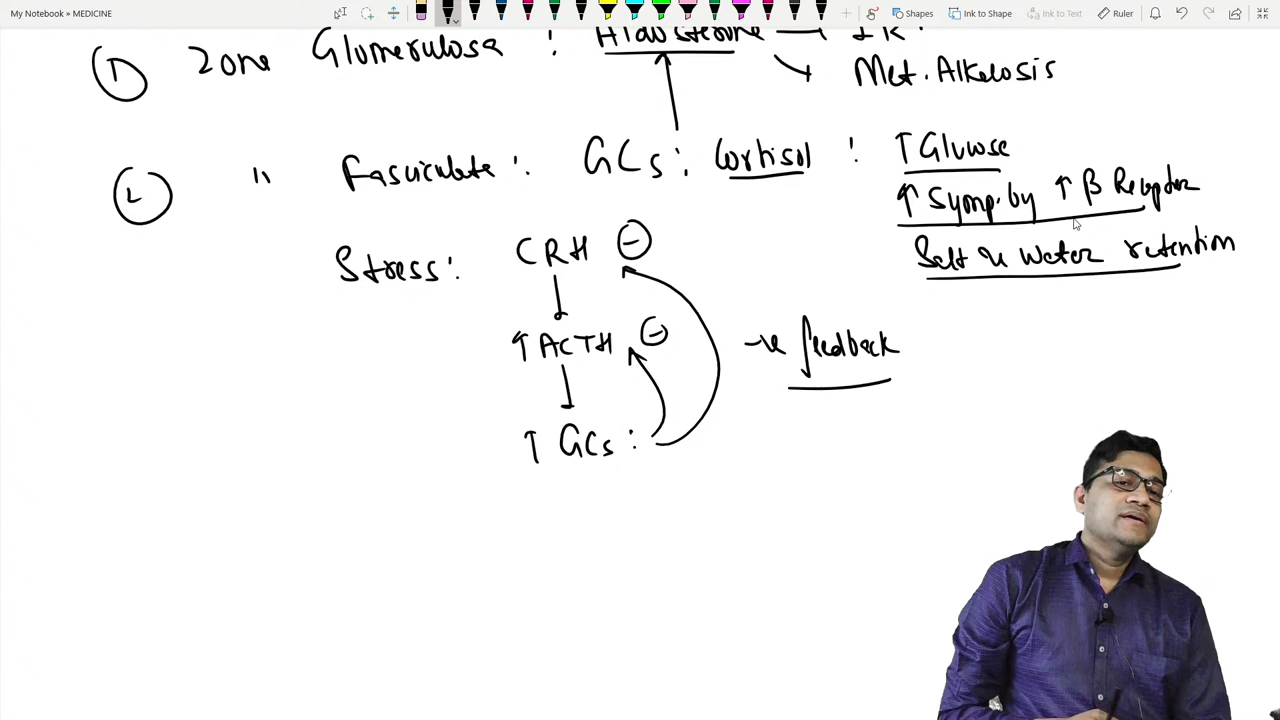 My Notebook » MEDICINE
Shapes Ink to Shape Ink to Text Ruler
1 Zone Glomerulosa : Aldosterone
Met. Alkalosis
2 " Fasciculate : GCs : Cortisol : ↑ Glucose
↑ Symp. by ↑ β Receptor
Salt & Water retention
Stress : CRH ⊖
↑ ACTH ⊖
-ve feedback
↑ GCs :